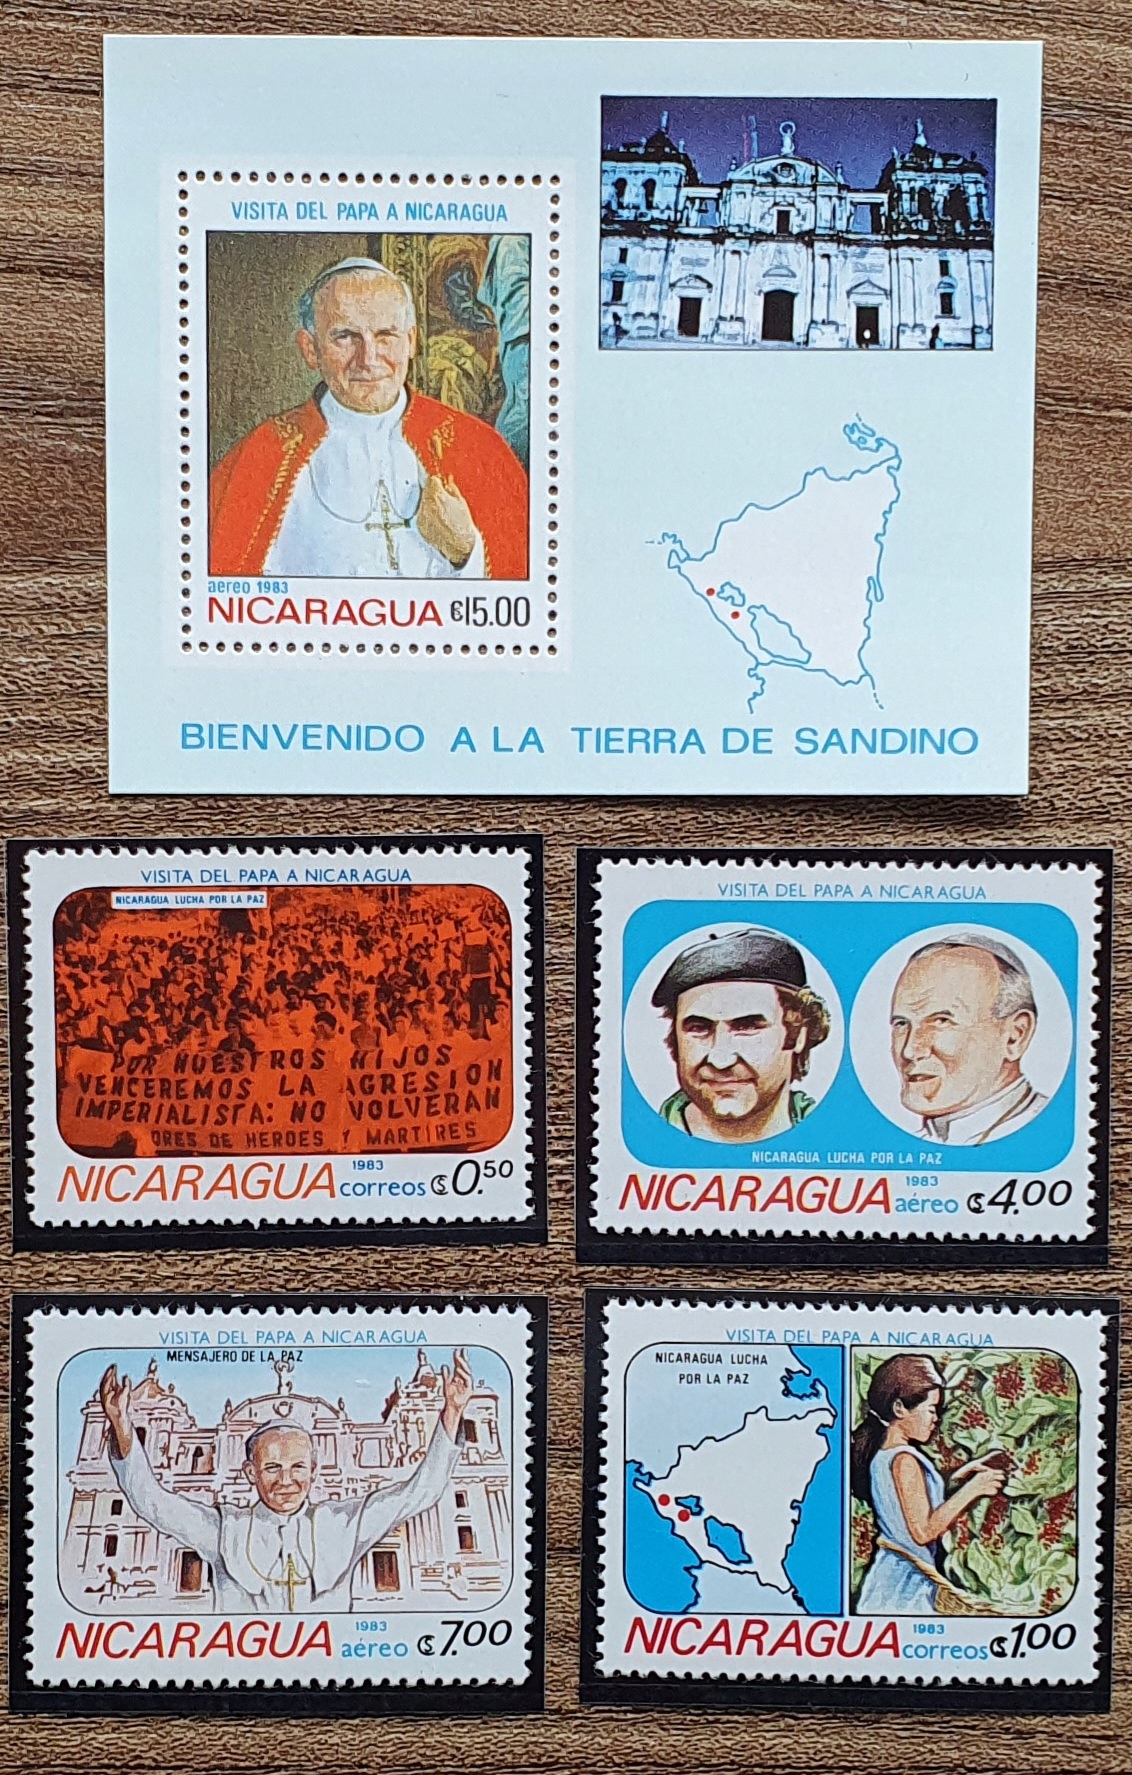 VISITA DEL PAPA A NICARAGUA
aereo 1983
NICARAGUA ₡15.00
BIENVENIDO A LA TIERRA DE SANDINO
VISITA DEL PAPA A NICARAGUA
NICARAGUA LUCHA POR LA PAZ
POR NUESTROS HIJOS
VENCEREMOS LA AGRESION
IMPERIALISTA: NO VOLVERAN
DRES DE HEROES Y MARTIRES
NICARAGUA 1983 correos ₡0.50
VISITA DEL PAPA A NICARAGUA
NICARAGUA LUCHA POR LA PAZ
NICARAGUA 1983 aéreo ₡4.00
VISITA DEL PAPA A NICARAGUA
MENSAJERO DE LA PAZ
NICARAGUA 1983 aéreo ₡7.00
VISITA DEL PAPA A NICARAGUA
NICARAGUA LUCHA
POR LA PAZ
NICARAGUA 1983 correos ₡1.00